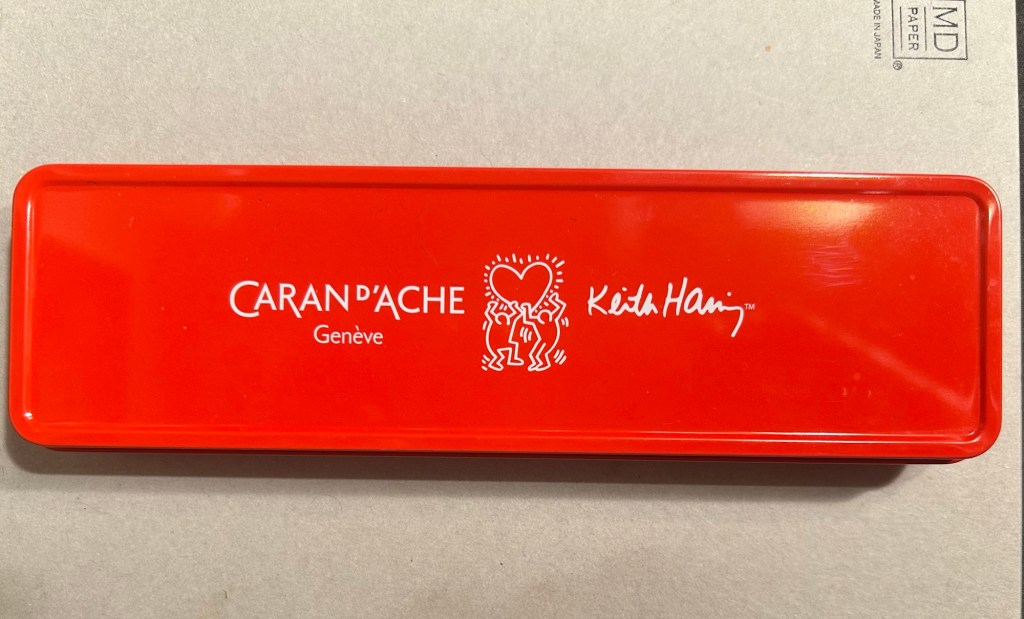 CARAN D'ACHE
Genève
Keith Haring™
MD
PAPER
®
MADE IN JAPAN